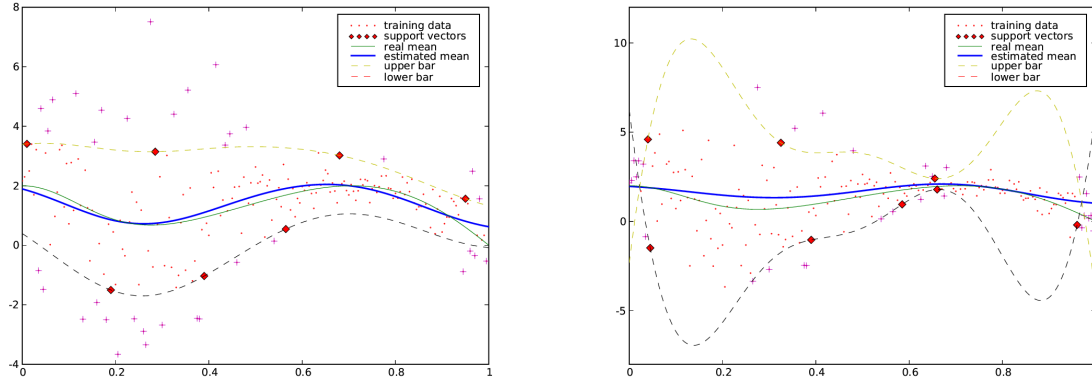 8
6
4
2
0
-2
-4
0
0.2
0.4
0.6
0.8
1
training data
support vectors
real mean
estimated mean
upper bar
lower bar
10
5
0
-5
0
0.2
0.4
0.6
0.8
training data
support vectors
real mean
estimated mean
upper bar
lower bar